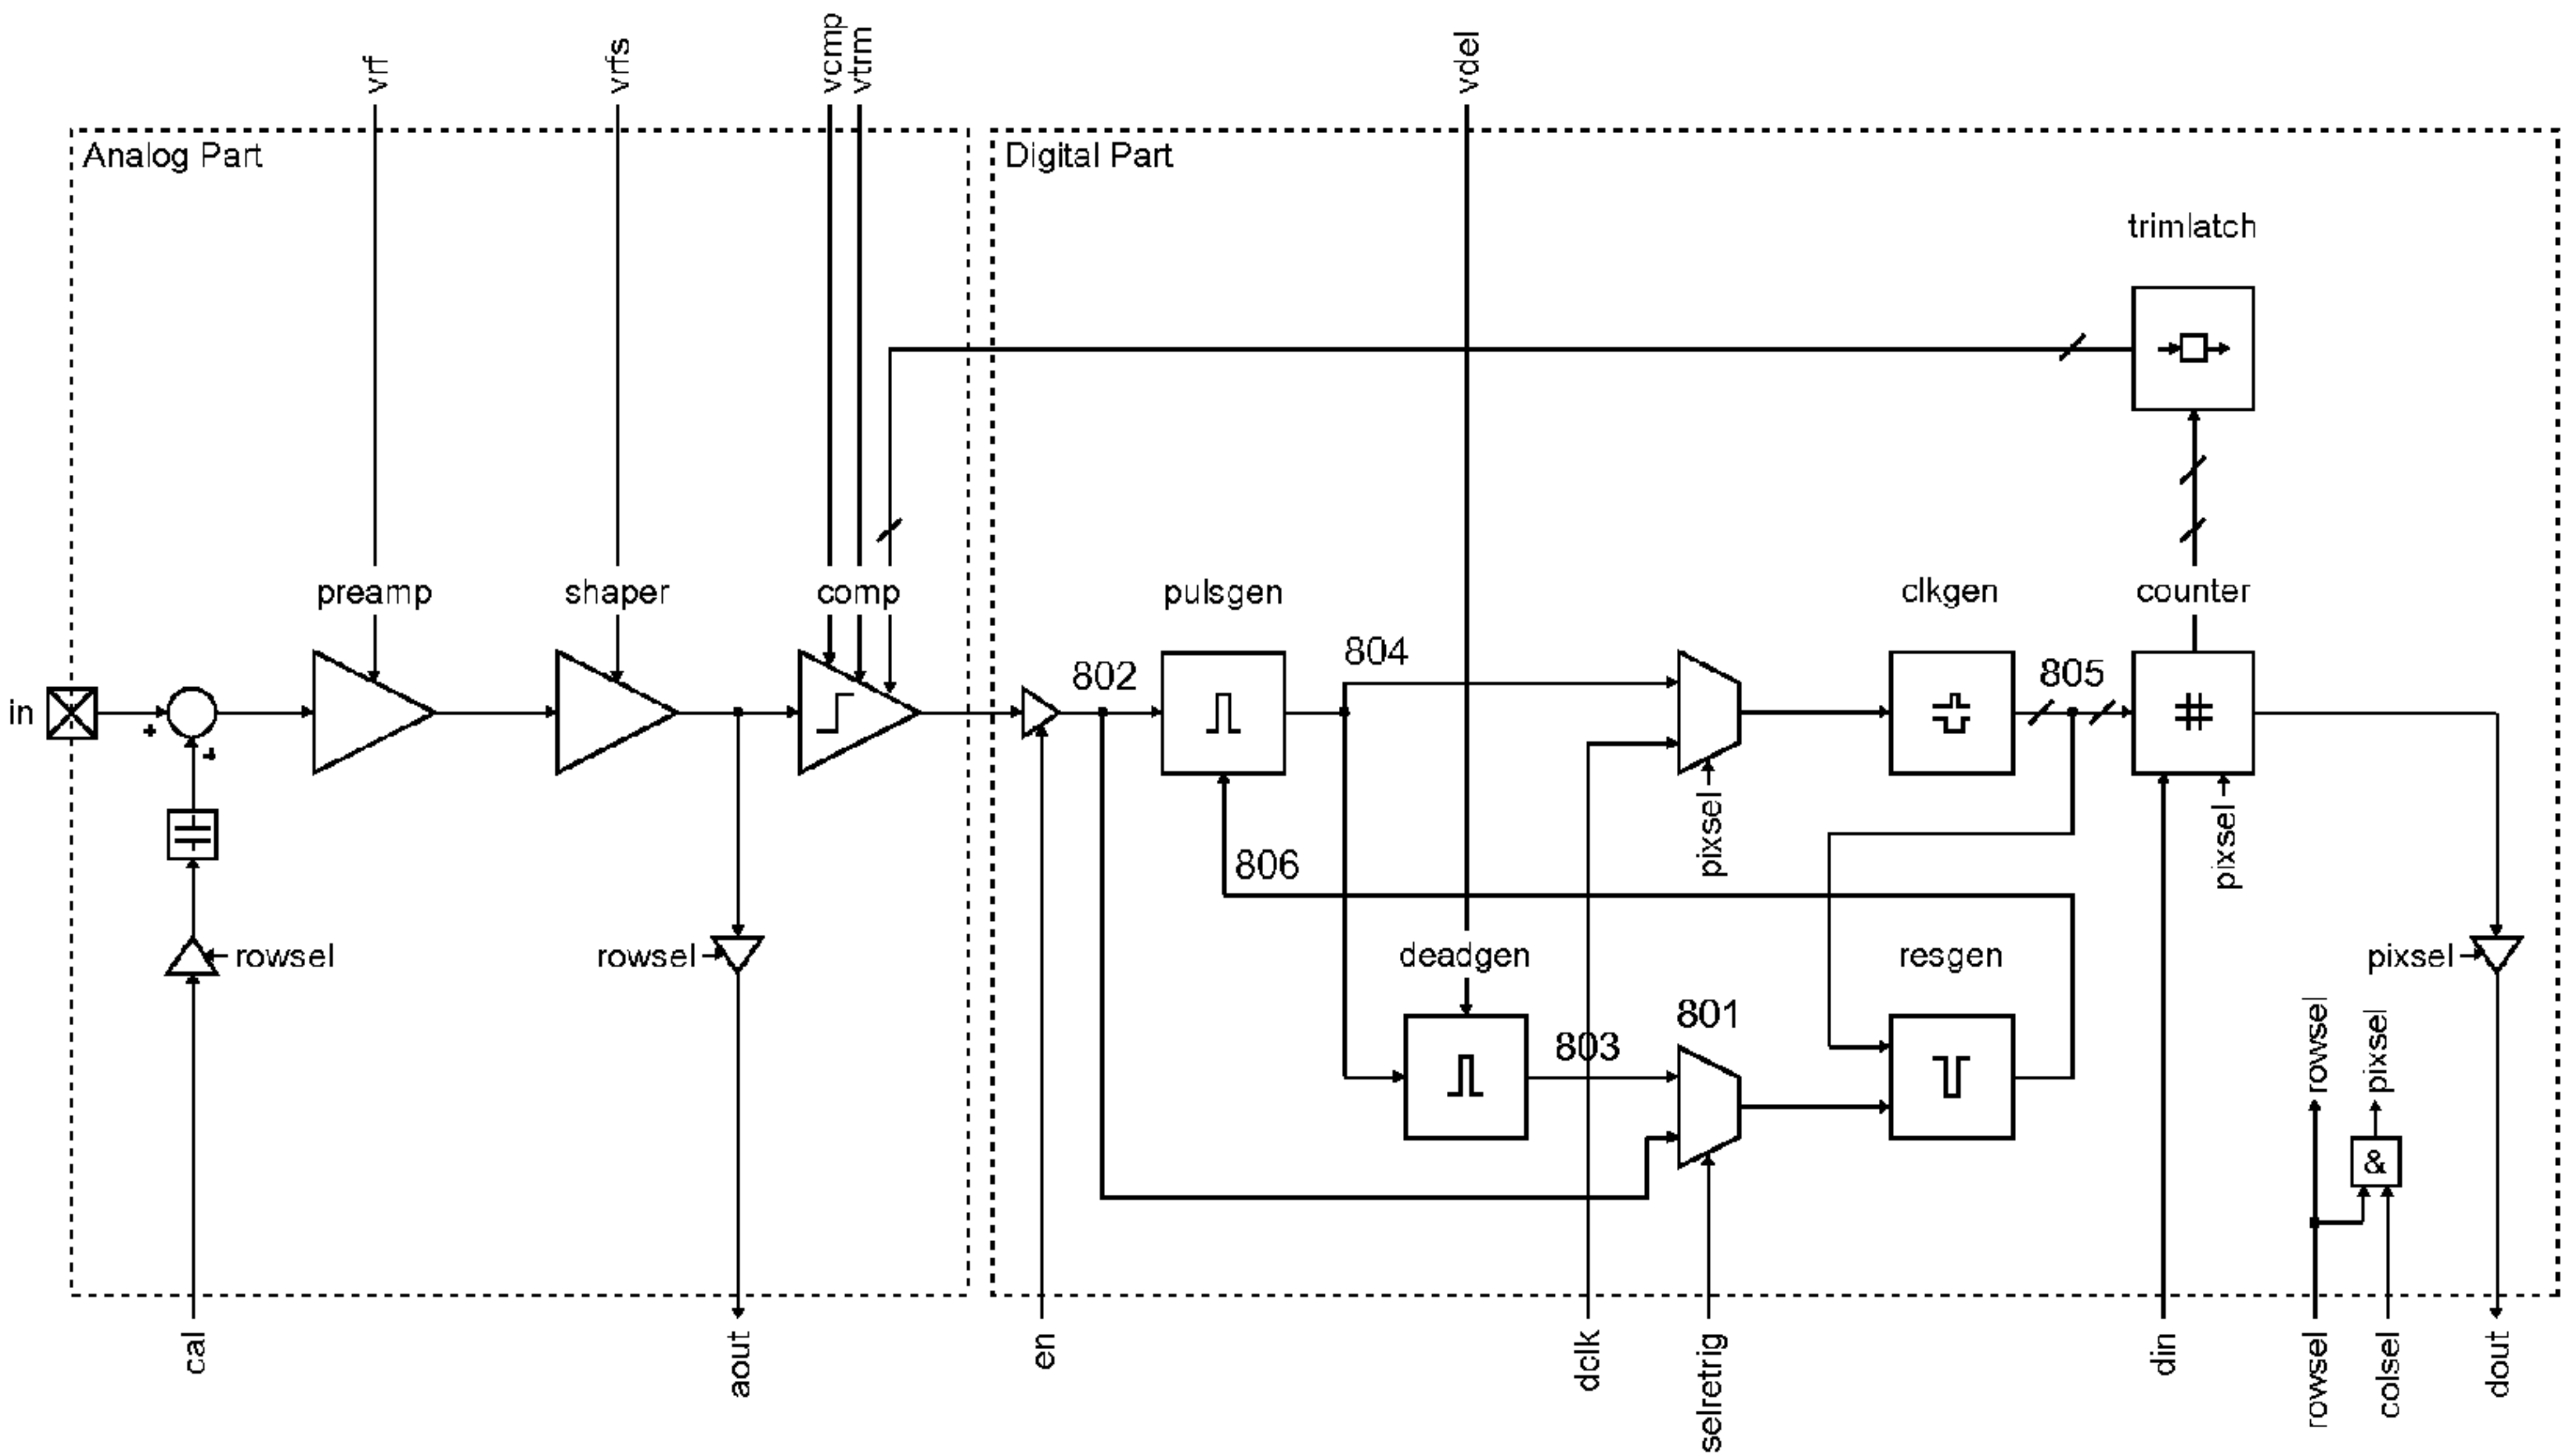 vrf
vrfs
vcmp
vtrm
vdel
Analog Part
Digital Part
trimlatch
preamp
shaper
comp
pulsgen
clkgen
counter
804
802
805
in
+
+
pixsel
pixsel
806
rowsel
rowsel
deadgen
resgen
pixsel
801
803
rowsel
pixsel
&
cal
aout
en
dclk
selretrig
din
rowsel
colsel
dout